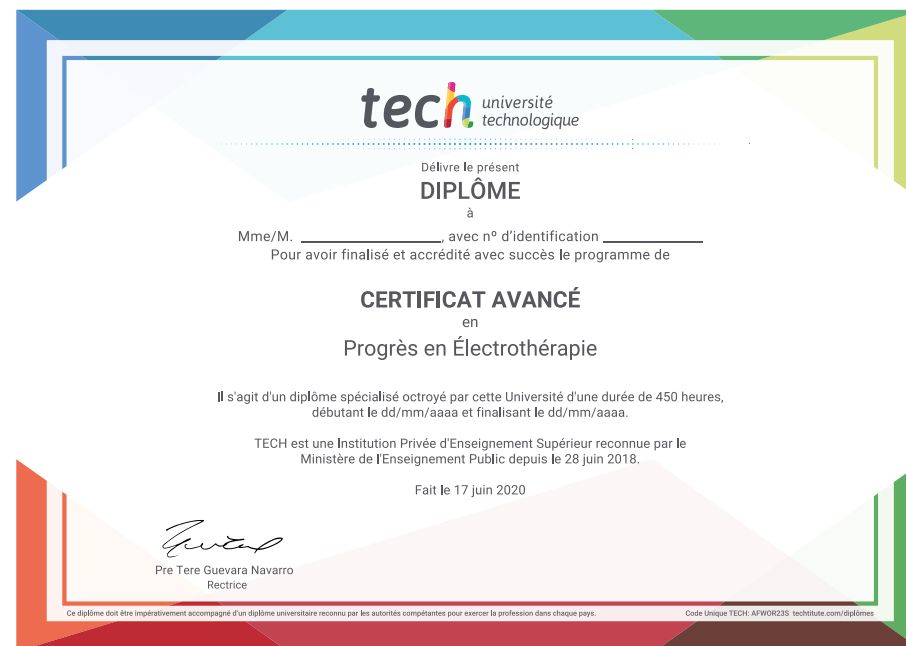 tech université
technologique
Délivre le présent
DIPLÔME
à
Mme/M. ____________________, avec nº d'identification ______________
Pour avoir finalisé et accrédité avec succès le programme de
CERTIFICAT AVANCÉ
en
Progrès en Électrothérapie
Il s'agit d'un diplôme spécialisé octroyé par cette Université d'une durée de 450 heures,
débutant le dd/mm/aaaa et finalisant le dd/mm/aaaa.
TECH est une Institution Privée d'Enseignement Supérieur reconnue par le
Ministère de l'Enseignement Public depuis le 28 juin 2018.
Fait le 17 juin 2020
Pre Tere Guevara Navarro
Rectrice
Ce diplôme doit être impérativement accompagné d'un diplôme universitaire reconnu par les autorités compétantes pour exercer la profession dans chaque pays.
Code Unique TECH: AFWOR23S techtitute.com/diplômes